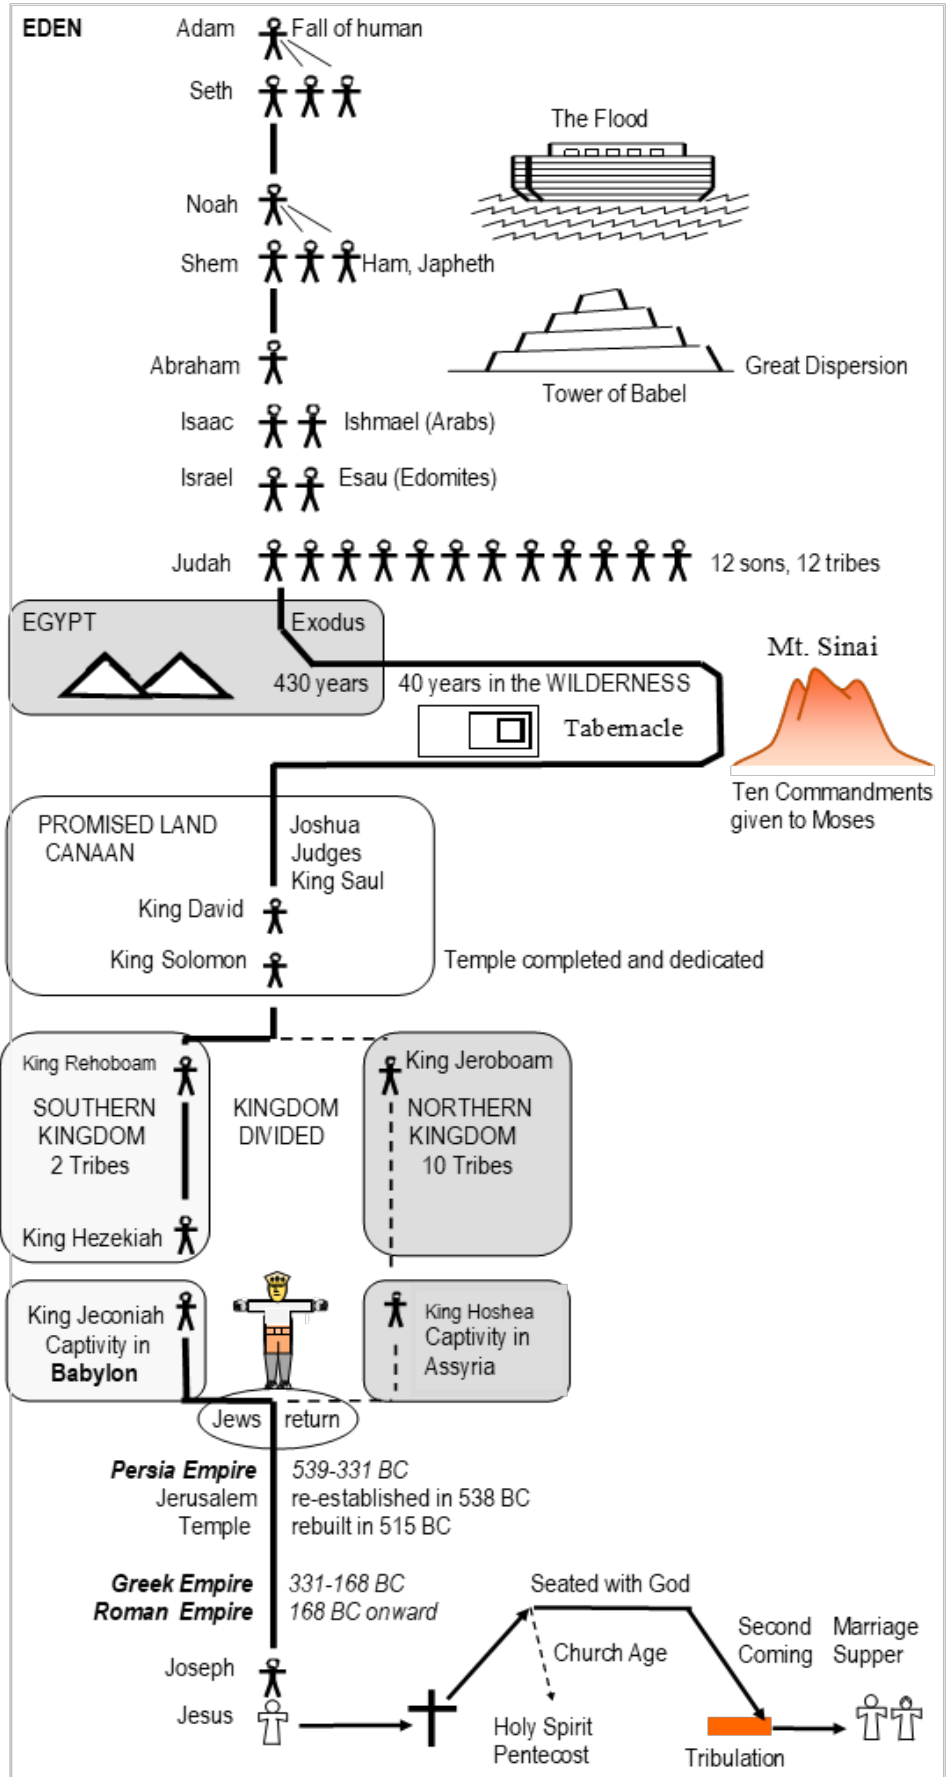 EDEN Adam Fall of human
Seth
The Flood
Noah
Shem Ham, Japheth
Abraham Great Dispersion
Tower of Babel
Isaac Ishmael (Arabs)
Israel Esau (Edomites)
Judah 12 sons, 12 tribes
EGYPT Exodus
Mt. Sinai
430 years 40 years in the WILDERNESS
Tabernacle
Ten Commandments
given to Moses
PROMISED LAND
CANAAN
Joshua
Judges
King Saul
King David
King Solomon Temple completed and dedicated
King Rehoboam
SOUTHERN
KINGDOM
2 Tribes
King Hezekiah
KINGDOM
DIVIDED
King Jeroboam
NORTHERN
KINGDOM
10 Tribes
King Jeconiah
Captivity in
Babylon
King Hoshea
Captivity in
Assyria
Jews return
Persia Empire 539-331 BC
Jerusalem re-established in 538 BC
Temple rebuilt in 515 BC
Greek Empire 331-168 BC
Roman Empire 168 BC onward
Joseph
Jesus
Seated with God
Church Age
Holy Spirit
Pentecost
Second
Coming
Marriage
Supper
Tribulation